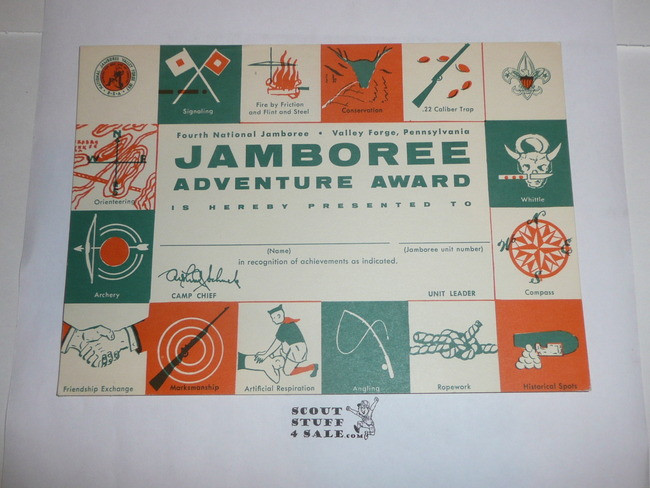 Signaling
Fire by Friction
and Flint and Steel
Conservation
.22 Caliber Trap
Fourth National Jamboree • Valley Forge, Pennsylvania
JAMBOREE
ADVENTURE AWARD
IS HEREBY PRESENTED TO
N
W E
S
Orienteering
Whittle
(Name) (Jamboree unit number)
in recognition of achievements as indicated.
CAMP CHIEF UNIT LEADER
Archery
N
W E
S
Compass
Friendship Exchange
Marksmanship
Artificial Respiration
Angling
Ropework
Historical Spots
SCOUT
STUFF
4 SALE.com